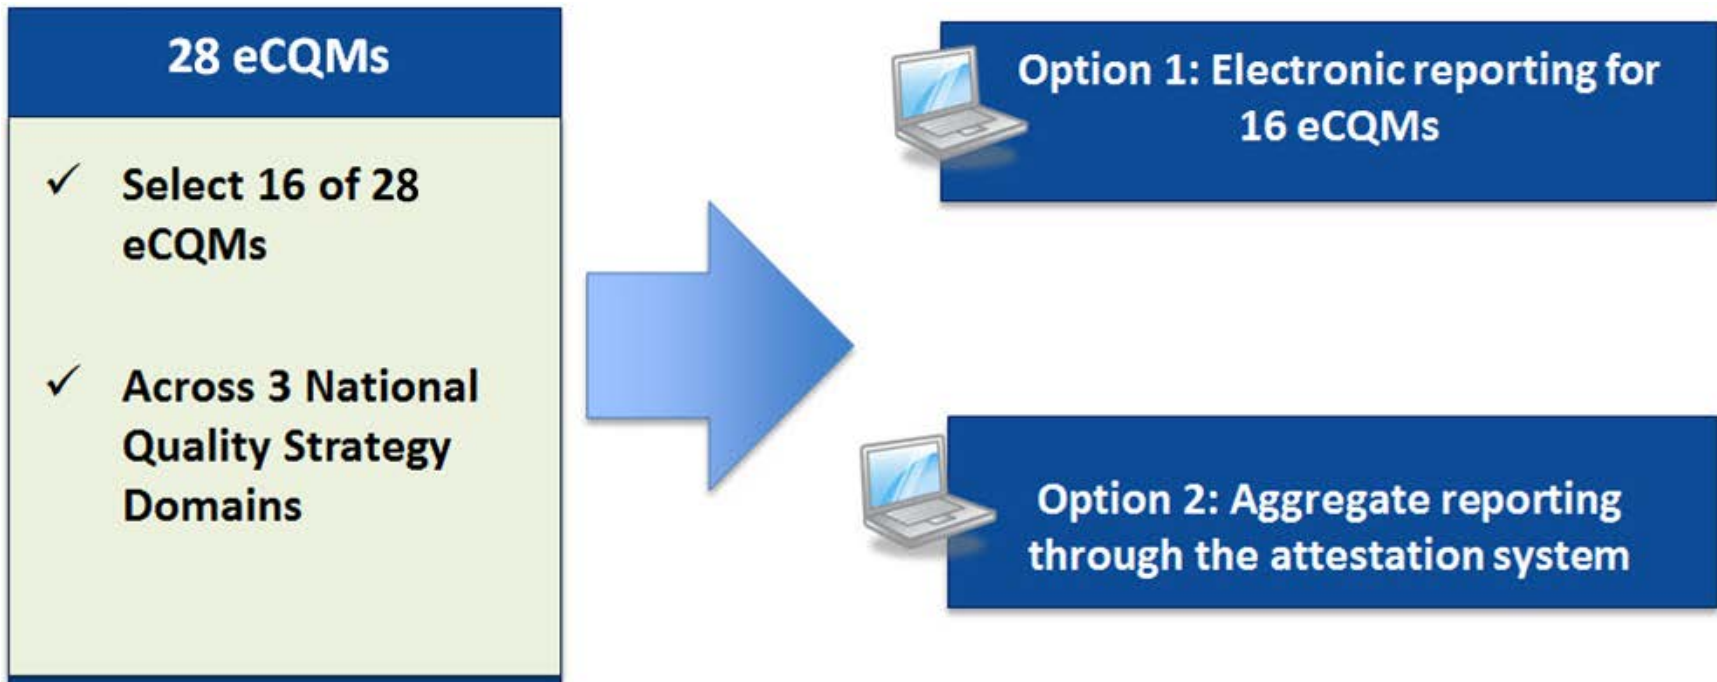 28 eCQMs
✓ Select 16 of 28
eCQMs
✓ Across 3 National
Quality Strategy
Domains
Option 1: Electronic reporting for
16 eCQMs
Option 2: Aggregate reporting
through the attestation system